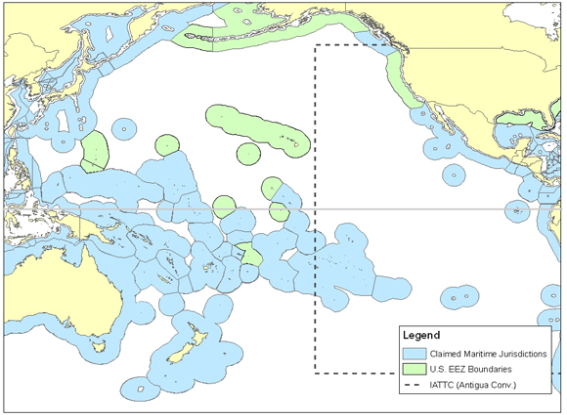 Legend
Claimed Maritime Jurisdictions
U.S. EEZ Boundaries
IATTC (Antigua Conv.)